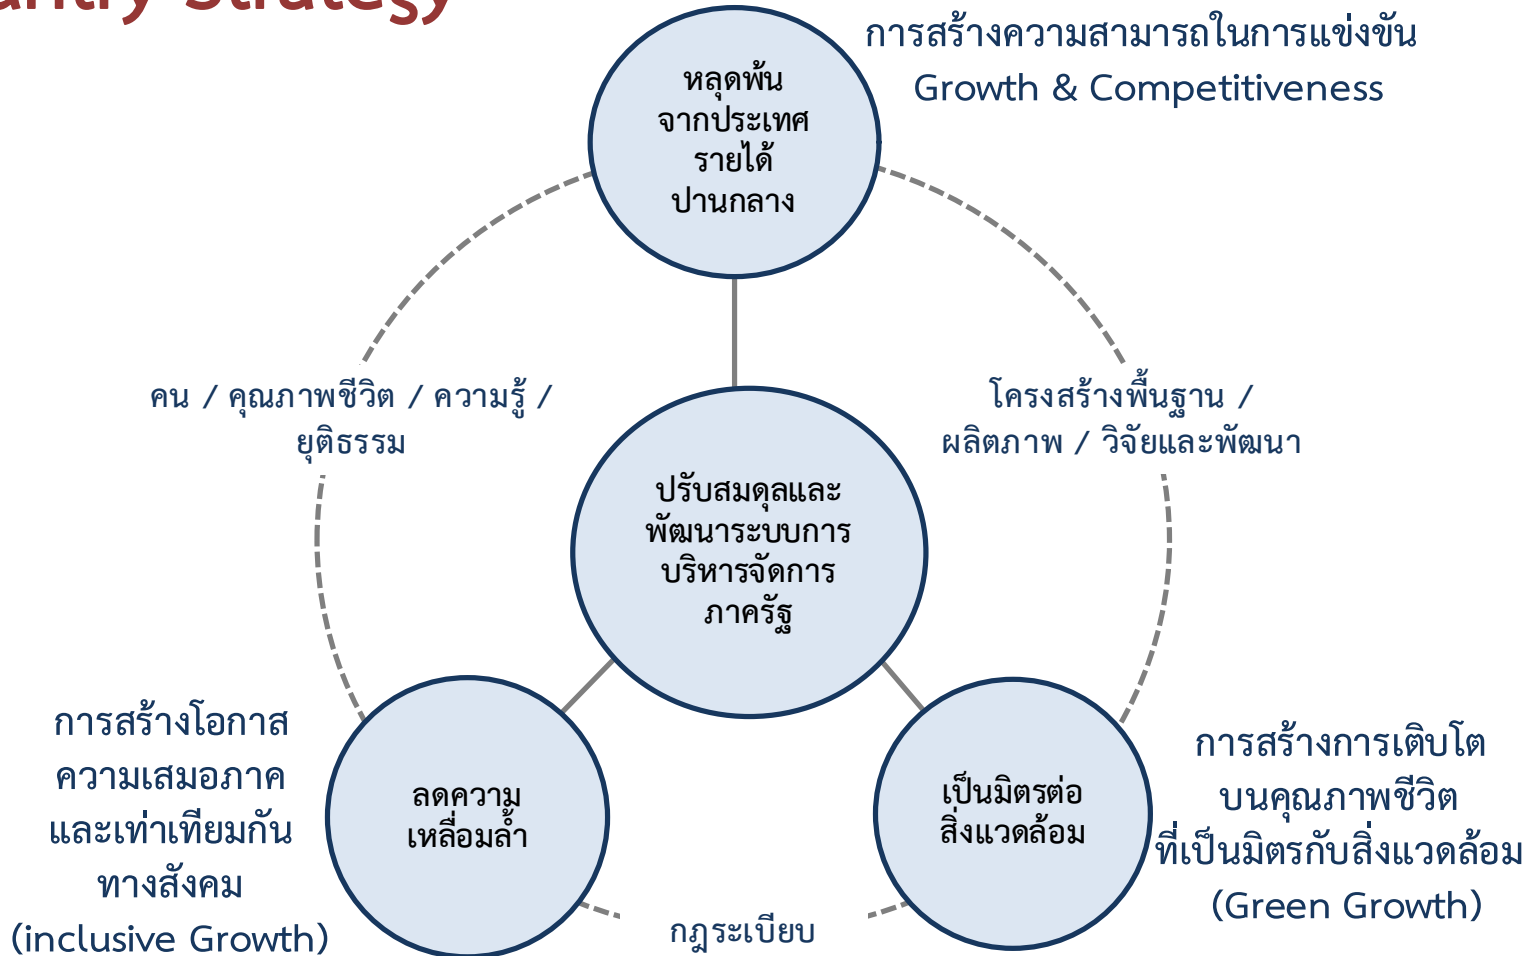 untry Strategy
การสร้างความสามารถในการแข่งขัน
Growth & Competitiveness
หลุดพ้น
จากประเทศ
รายได้
ปานกลาง
คน / คุณภาพชีวิต / ความรู้ /
ยุติธรรม
โครงสร้างพื้นฐาน /
ผลิตภาพ / วิจัยและพัฒนา
ปรับสมดุลและ
พัฒนาระบบการ
บริหารจัดการ
ภาครัฐ
การสร้างโอกาส
ความเสมอภาค
และเท่าเทียมกัน
ทางสังคม
(inclusive Growth)
ลดความ
เหลื่อมล้ำ
เป็นมิตรต่อ
สิ่งแวดล้อม
การสร้างการเติบโต
บนคุณภาพชีวิต
ที่เป็นมิตรกับสิ่งแวดล้อม
(Green Growth)
กฎระเบียบ